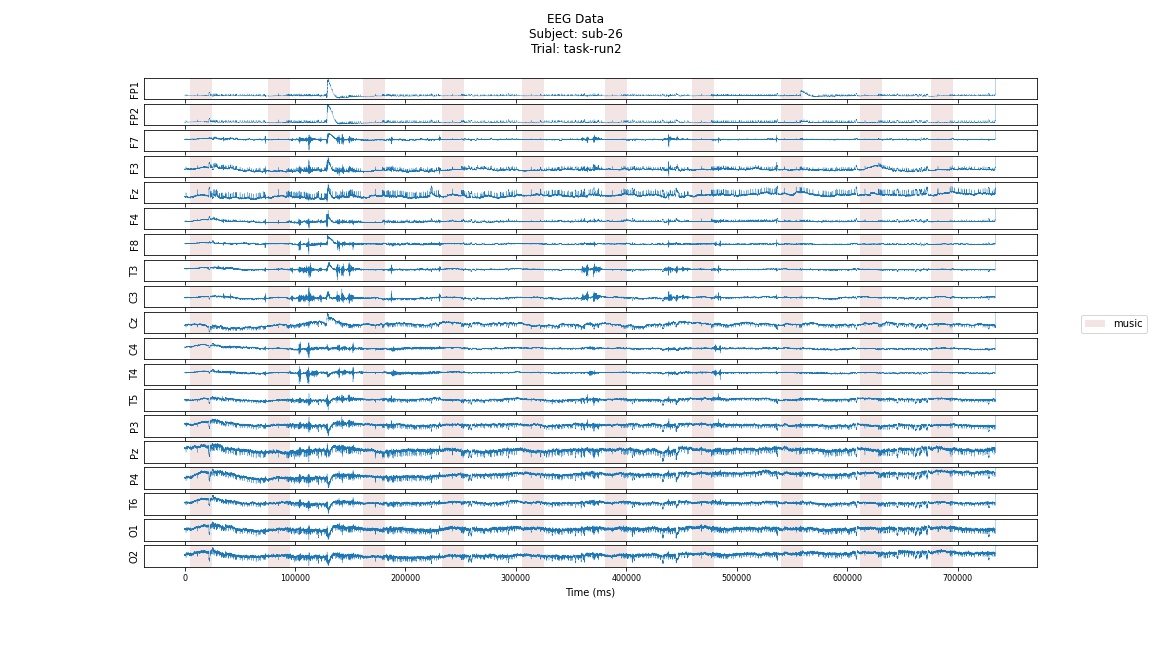 EEG Data
Subject: sub-26
Trial: task-run2
FP1
FP2
F7
F3
Fz
F4
F8
T3
C3
Cz
C4
T4
T5
P3
Pz
P4
T6
O1
O2
music
0 100000 200000 300000 400000 500000 600000 700000
Time (ms)